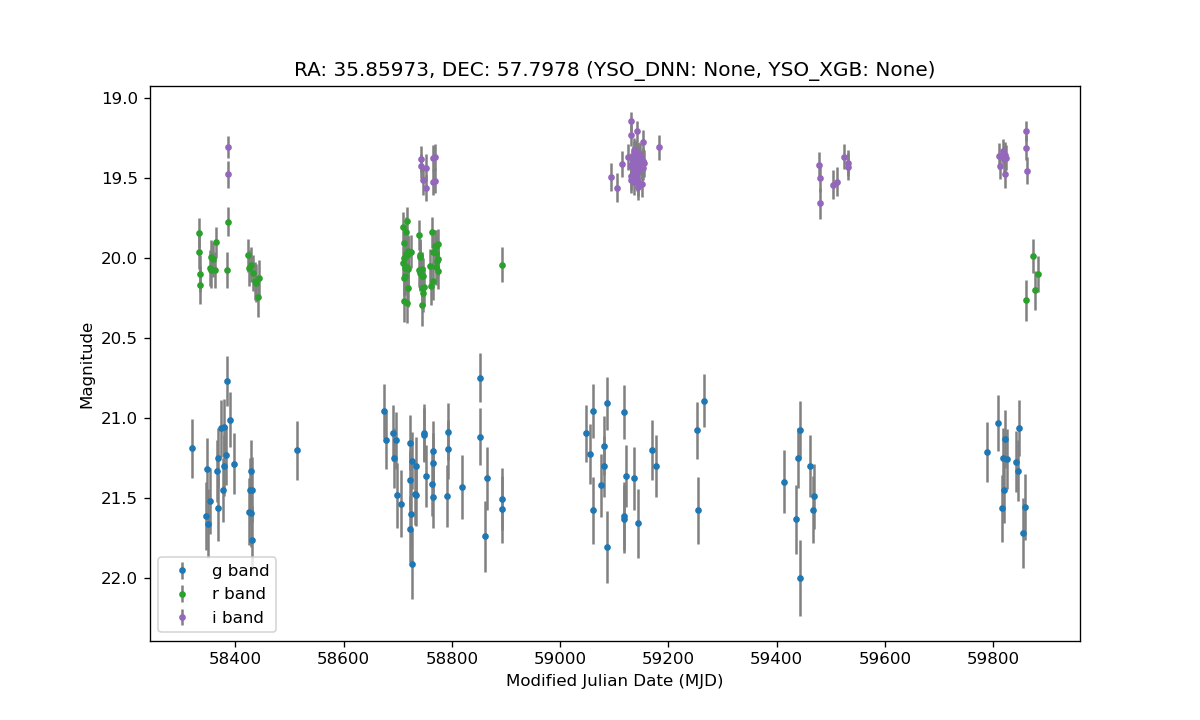 RA: 35.85973, DEC: 57.7978 (YSO_DNN: None, YSO_XGB: None)
19.0
19.5
20.0
20.5
21.0
21.5
22.0
Magnitude
g band
r band
i band
58400 58600 58800 59000 59200 59400 59600 59800
Modified Julian Date (MJD)